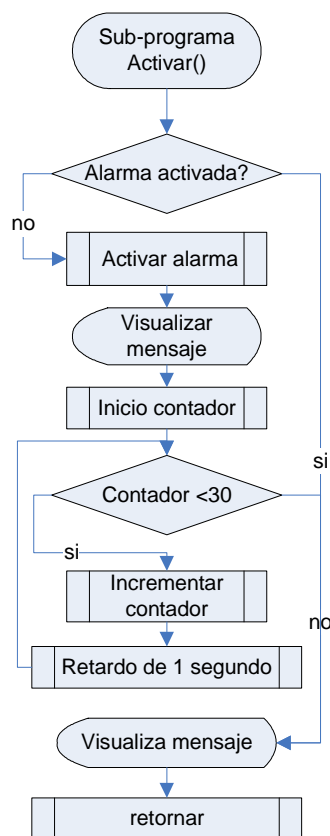 Sub-programa
Activar()
Alarma activada?
no
Activar alarma
Visualizar
mensaje
Inicio contador
si
Contador <30
si
Incrementar
contador
no
Retardo de 1 segundo
Visualiza mensaje
retornar